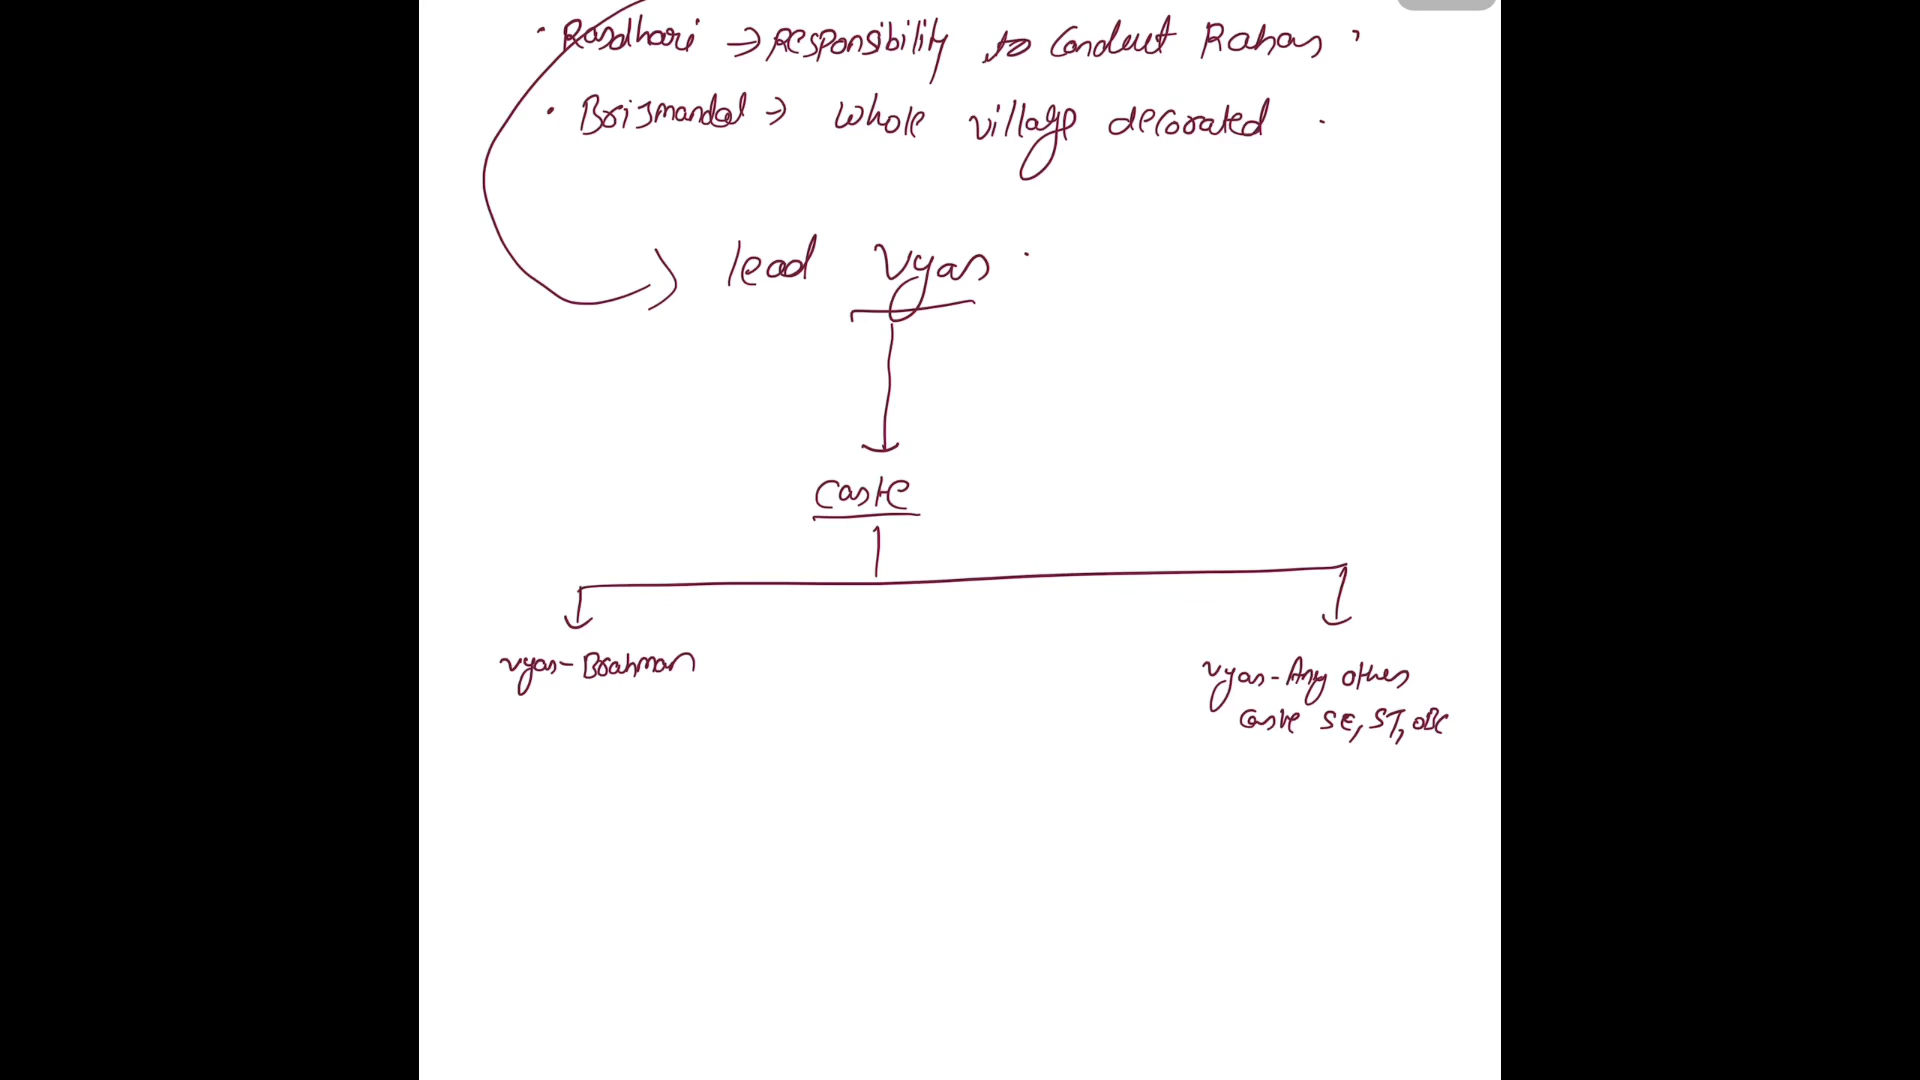 · Rasdhari → responsibility to Conduct Rahas ,
· Brijmandal → Whole village decorated .
lead Vyas .
Caste
vyas - Brahman
vyas - Any other
Caste SC, ST, OBC